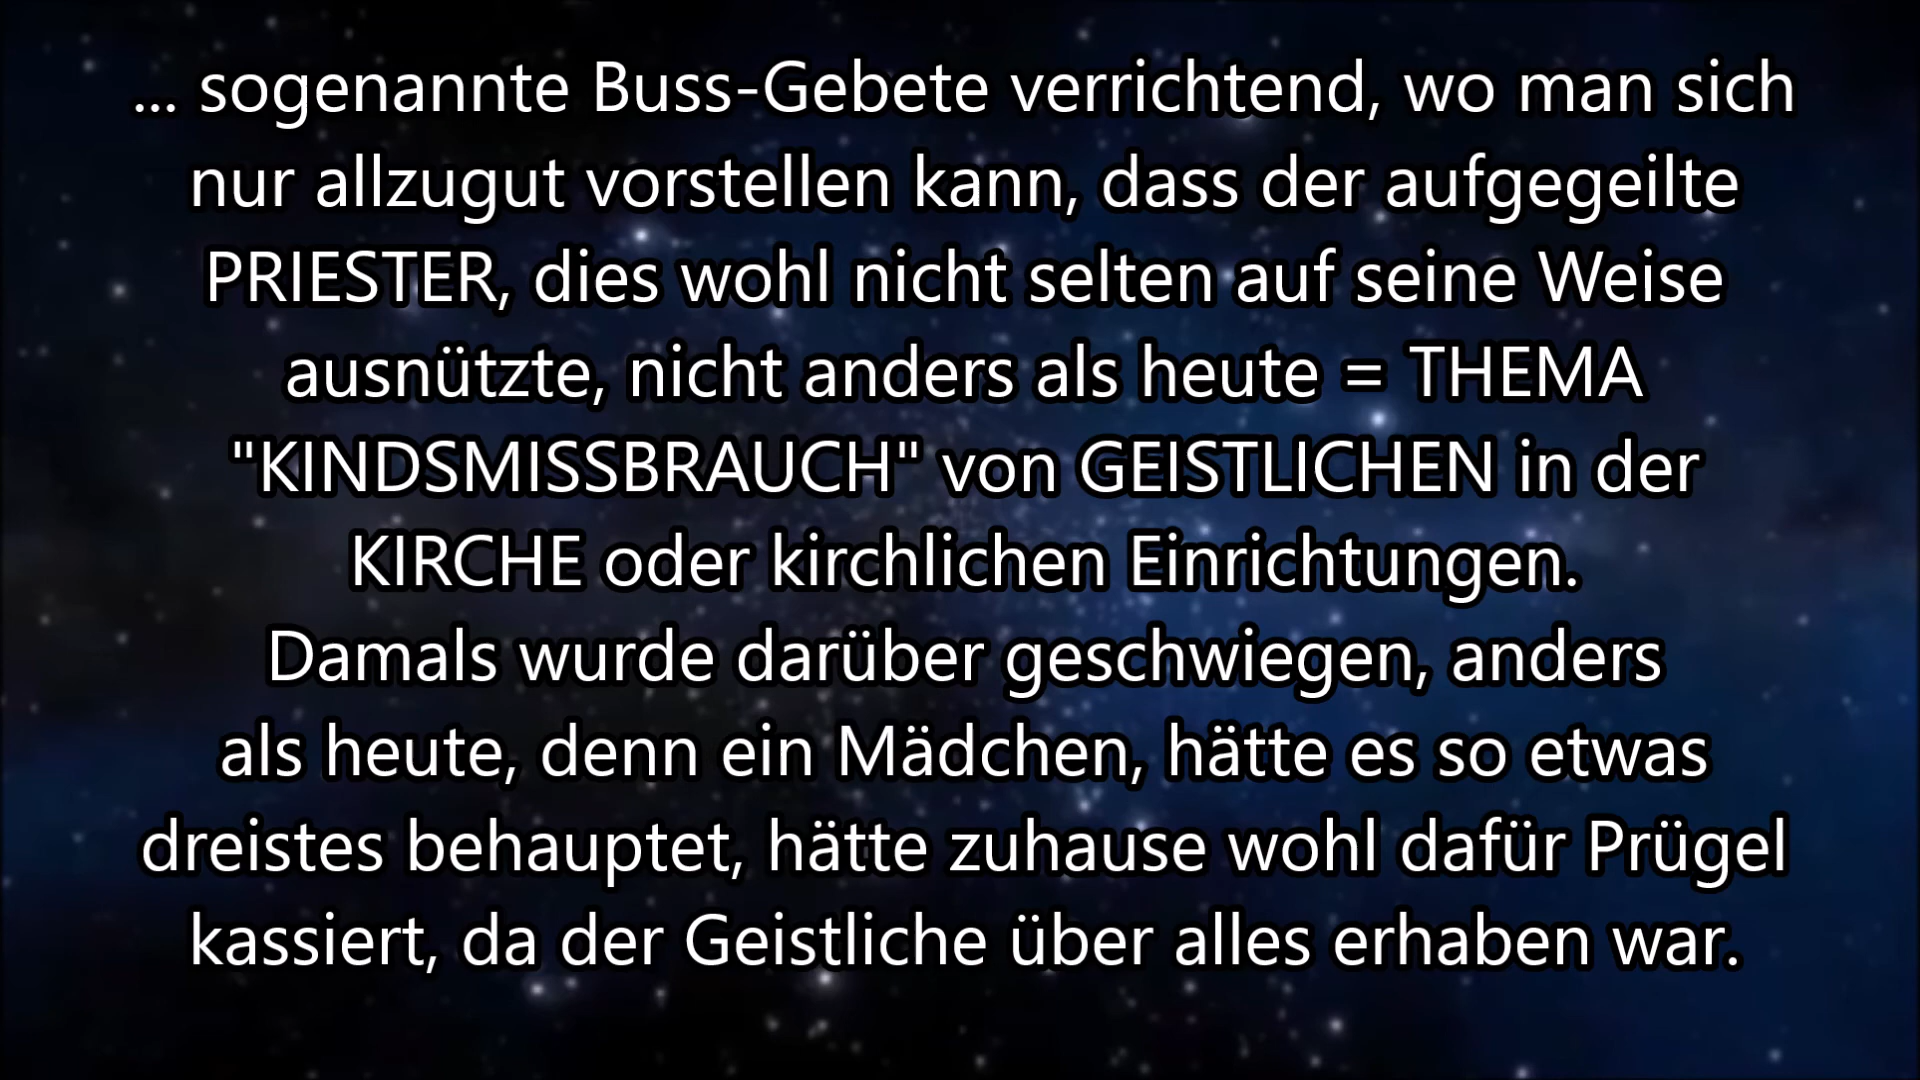 ... sogenannte Buss-Gebete verrichtend, wo man sich
nur allzugut vorstellen kann, dass der aufgegeilte
PRIESTER, dies wohl nicht selten auf seine Weise
ausnützte, nicht anders als heute = THEMA
"KINDSMISSBRAUCH" von GEISTLICHEN in der
KIRCHE oder kirchlichen Einrichtungen.
Damals wurde darüber geschwiegen, anders
als heute, denn ein Mädchen, hätte es so etwas
dreistes behauptet, hätte zuhause wohl dafür Prügel
kassiert, da der Geistliche über alles erhaben war.